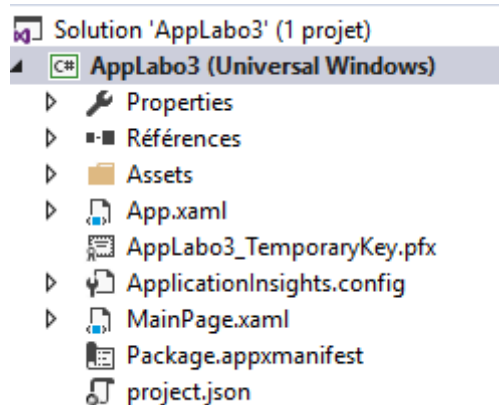 Solution 'AppLabo3' (1 projet)
C# AppLabo3 (Universal Windows)
Properties
Références
Assets
App.xaml
AppLabo3_TemporaryKey.pfx
ApplicationInsights.config
MainPage.xaml
Package.appxmanifest
project.json